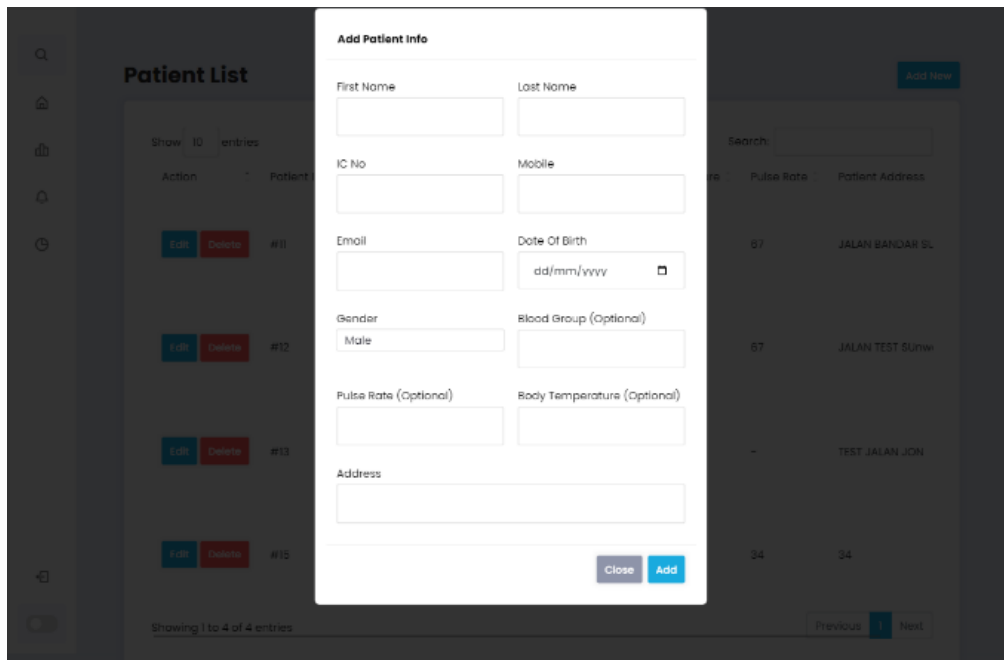 Add Patient Info
Patient List
Add New
First Name Last Name
Show 10 entries
Search:
IC No Mobile
Action Patient Pulse Rate Patient Address
Email Date Of Birth
Edit Delete #11 67 JALAN BANDAR
dd/mm/yyyy
Gender Blood Group (Optional)
Male
Edit Delete #12 67 JALAN TEST
Pulse Rate (Optional) Body Temperature (Optional)
Edit Delete #13 - TEST JALAN JON
Address
Edit Delete #15 34 34
Close Add
Showing 1 to 4 of 4 entries
Previous 1 Next